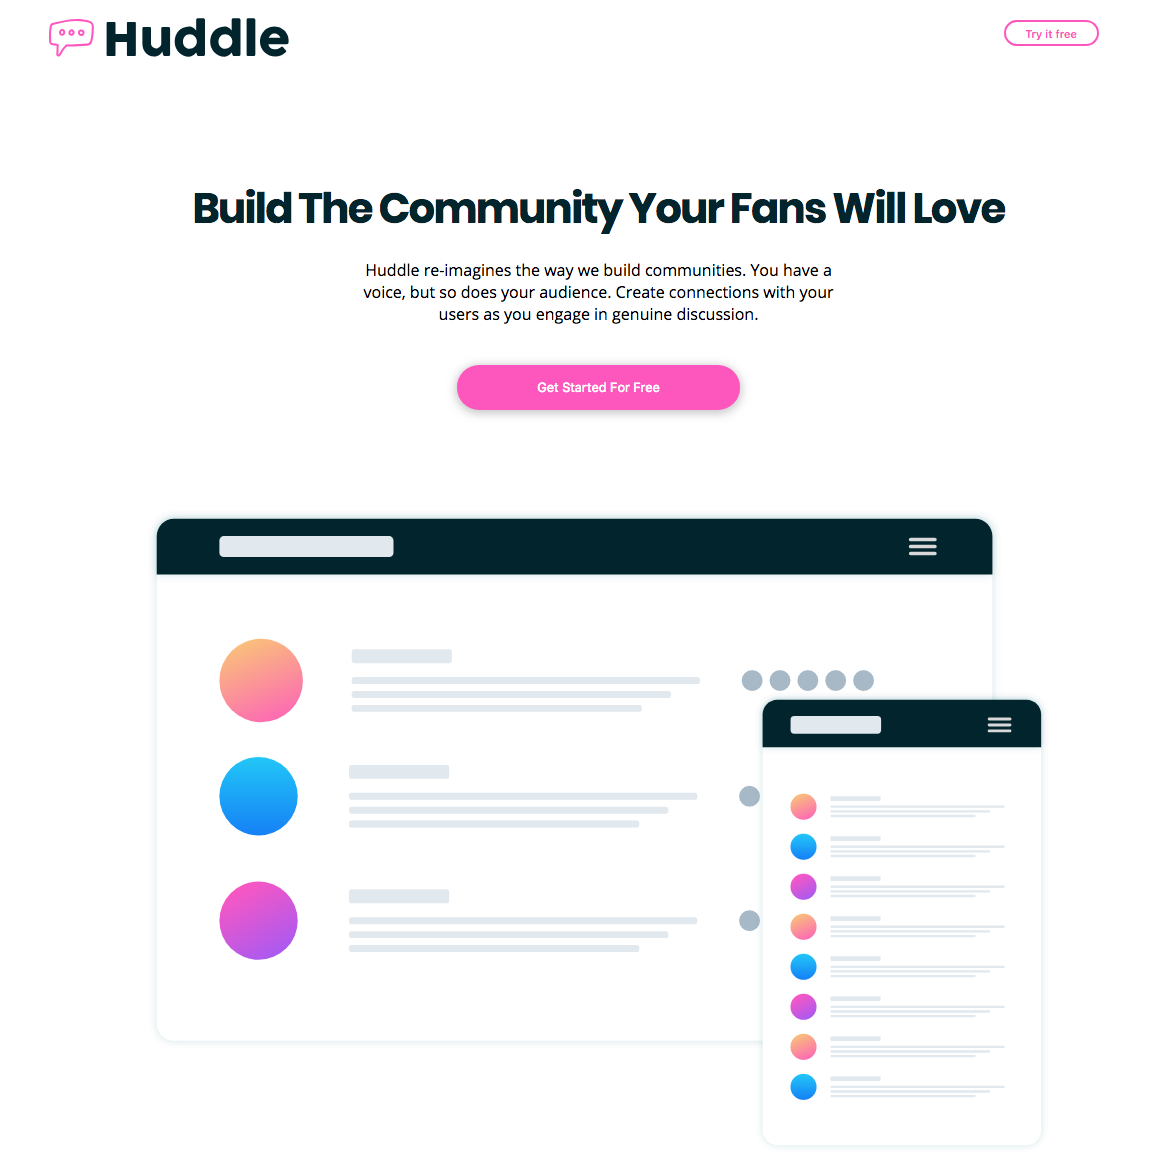 Huddle
Try it free
Build The Community Your Fans Will Love
Huddle re-imagines the way we build communities. You have a
voice, but so does your audience. Create connections with your
users as you engage in genuine discussion.
Get Started For Free